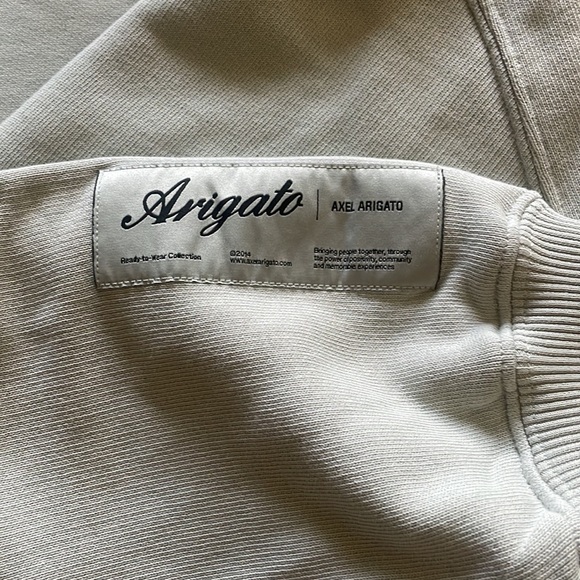 Arigato | AXEL ARIGATO
Ready-to-Wear Collection
©2014
www.axelarigato.com
Bringing people together, through
the power of positivity, community
and memorable experiences